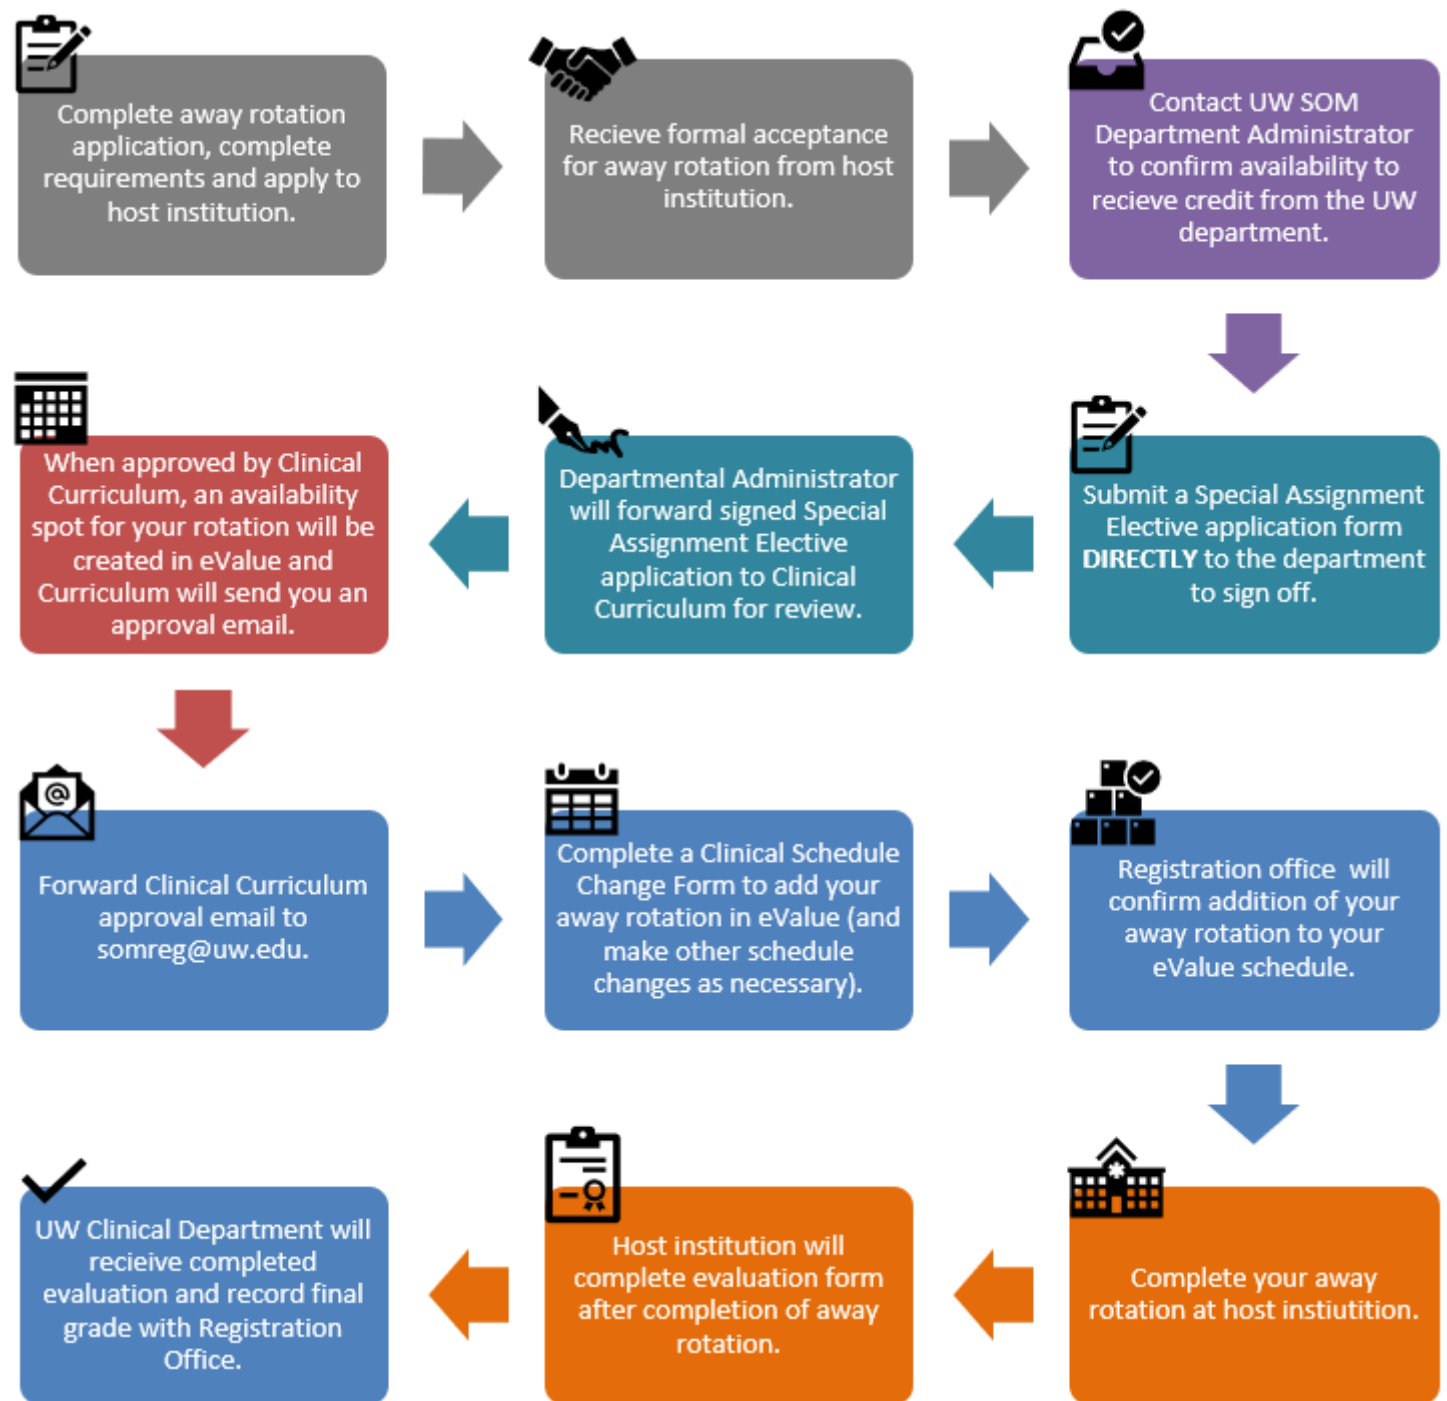 Complete away rotation
application, complete
requirements and apply to
host institution.
Recieve formal acceptance
for away rotation from host
institution.
Contact UW SOM
Department Administrator
to confirm availability to
recieve credit from the UW
department.
Submit a Special Assignment
Elective application form
DIRECTLY to the department
to sign off.
Departmental Administrator
will forward signed Special
Assignment Elective
application to Clinical
Curriculum for review.
When approved by Clinical
Curriculum, an availability
spot for your rotation will be
created in eValue and
Curriculum will send you an
approval email.
@
Forward Clinical Curriculum
approval email to
somreg@uw.edu.
Complete a Clinical Schedule
Change Form to add your
away rotation in eValue (and
make other schedule
changes as necessary).
Registration office  will
confirm addition of your
away rotation to your
eValue schedule.
Complete your away
rotation at host instiutition.
Host institution will
complete evaluation form
after completion of away
rotation.
UW Clinical Department will
recieive completed
evaluation and record final
grade with Registration
Office.